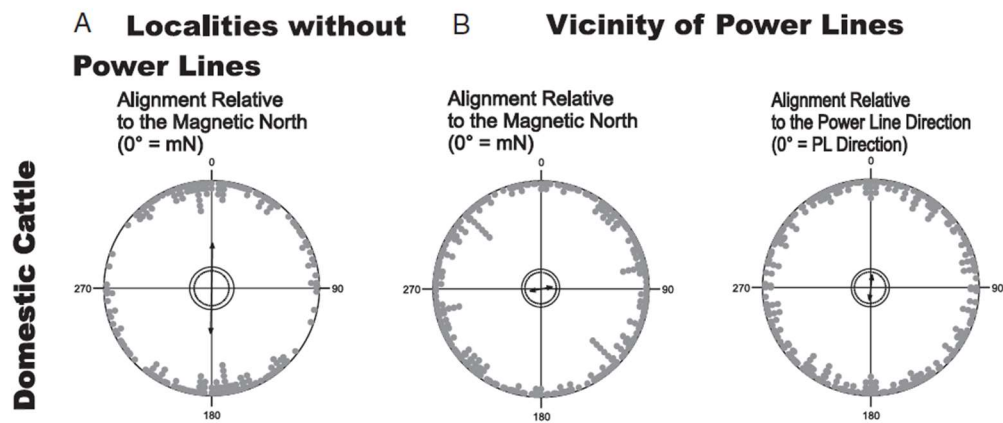 A Localities without
Power Lines
B Vicinity of Power Lines
Domestic Cattle
Alignment Relative
to the Magnetic North
(0° = mN)
0
270
90
180
Alignment Relative
to the Magnetic North
(0° = mN)
0
270
90
180
Alignment Relative
to the Power Line Direction
(0° = PL Direction)
0
270
90
180